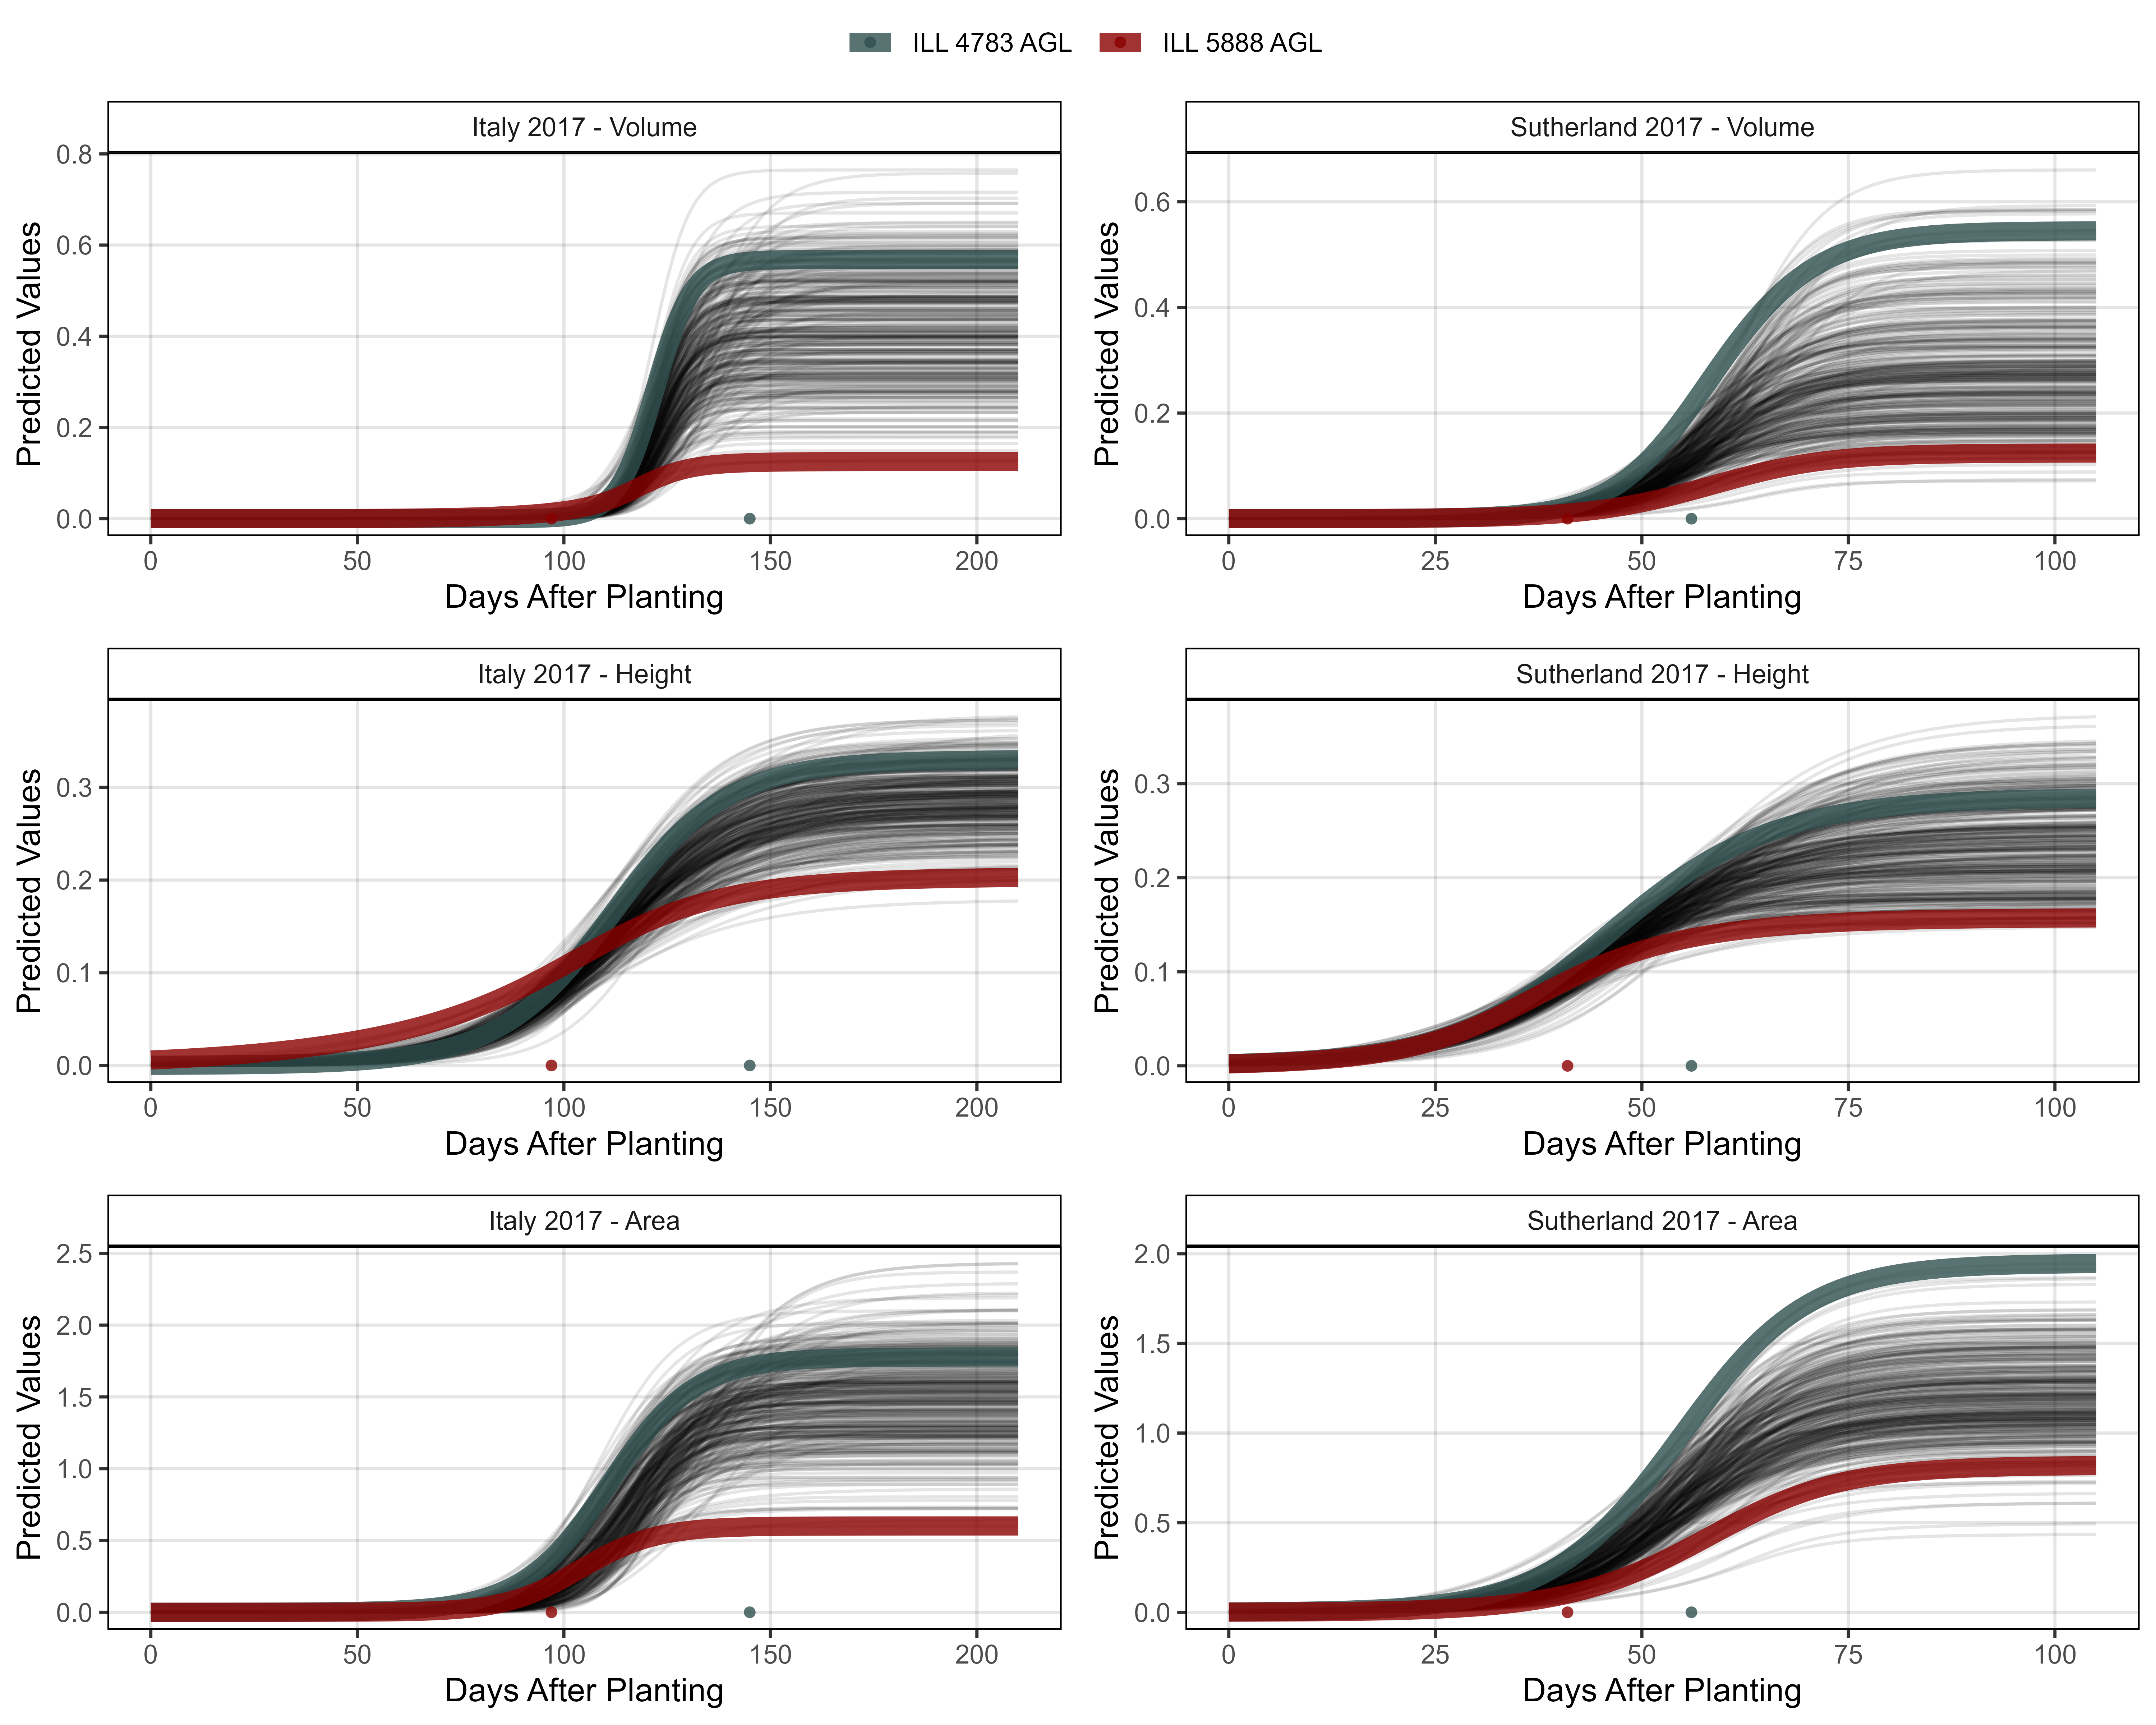 ILL 4783 AGL ILL 5888 AGL
Italy 2017 - Volume
Predicted Values
0.8
0.6
0.4
0.2
0.0
0 50 100 150 200
Days After Planting
Sutherland 2017 - Volume
Predicted Values
0.6
0.4
0.2
0.0
0 25 50 75 100
Days After Planting
Italy 2017 - Height
Predicted Values
0.3
0.2
0.1
0.0
0 50 100 150 200
Days After Planting
Sutherland 2017 - Height
Predicted Values
0.3
0.2
0.1
0.0
0 25 50 75 100
Days After Planting
Italy 2017 - Area
Predicted Values
2.5
2.0
1.5
1.0
0.5
0.0
0 50 100 150 200
Days After Planting
Sutherland 2017 - Area
Predicted Values
2.0
1.5
1.0
0.5
0.0
0 25 50 75 100
Days After Planting